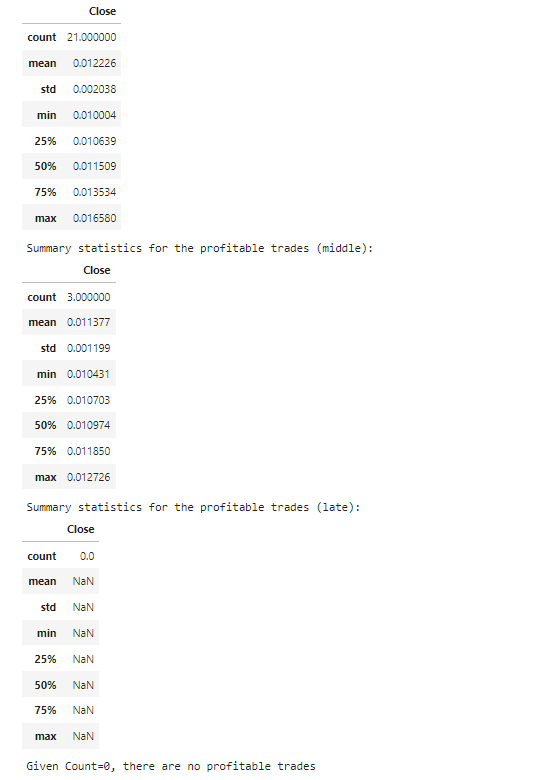 Close
count 21.000000
mean 0.012226
std 0.002038
min 0.010004
25% 0.010639
50% 0.011509
75% 0.013534
max 0.016580
Summary statistics for the profitable trades (middle):
Close
count 3.000000
mean 0.011377
std 0.001199
min 0.010431
25% 0.010703
50% 0.010974
75% 0.011850
max 0.012726
Summary statistics for the profitable trades (late):
Close
count 0.0
mean NaN
std NaN
min NaN
25% NaN
50% NaN
75% NaN
max NaN
Given Count=0, there are no profitable trades